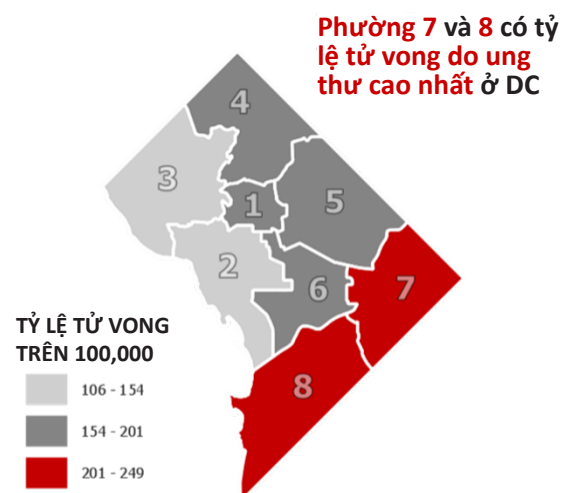 Phường 7 và 8 có tỷ
lệ tử vong do ung
thư cao nhất ở DC
4
3
1
5
2
6
7
8
TỶ LỆ TỬ VONG
TRÊN 100,000
106 - 154
154 - 201
201 - 249